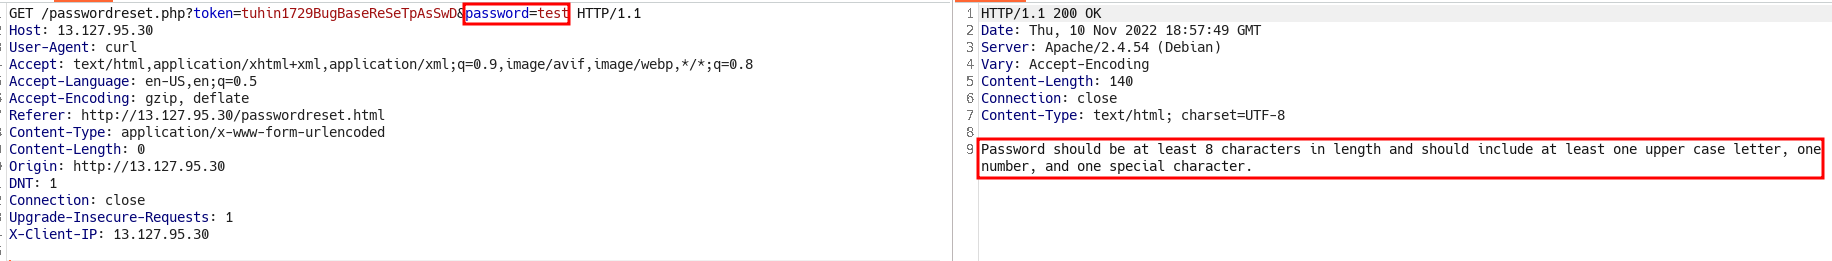 GET /passwordreset.php?token=tuhin1729BugBaseReSeTpAsSwD&password=test HTTP/1.1
Host: 13.127.95.30
User-Agent: curl
Accept: text/html,application/xhtml+xml,application/xml;q=0.9,image/avif,image/webp,*/*;q=0.8
Accept-Language: en-US,en;q=0.5
Accept-Encoding: gzip, deflate
Referer: http://13.127.95.30/passwordreset.html
Content-Type: application/x-www-form-urlencoded
Content-Length: 0
Origin: http://13.127.95.30
DNT: 1
Connection: close
Upgrade-Insecure-Requests: 1
X-Client-IP: 13.127.95.30
1 HTTP/1.1 200 OK
2 Date: Thu, 10 Nov 2022 18:57:49 GMT
3 Server: Apache/2.4.54 (Debian)
4 Vary: Accept-Encoding
5 Content-Length: 140
6 Connection: close
7 Content-Type: text/html; charset=UTF-8
8
9 Password should be at least 8 characters in length and should include at least one upper case letter, one
number, and one special character.